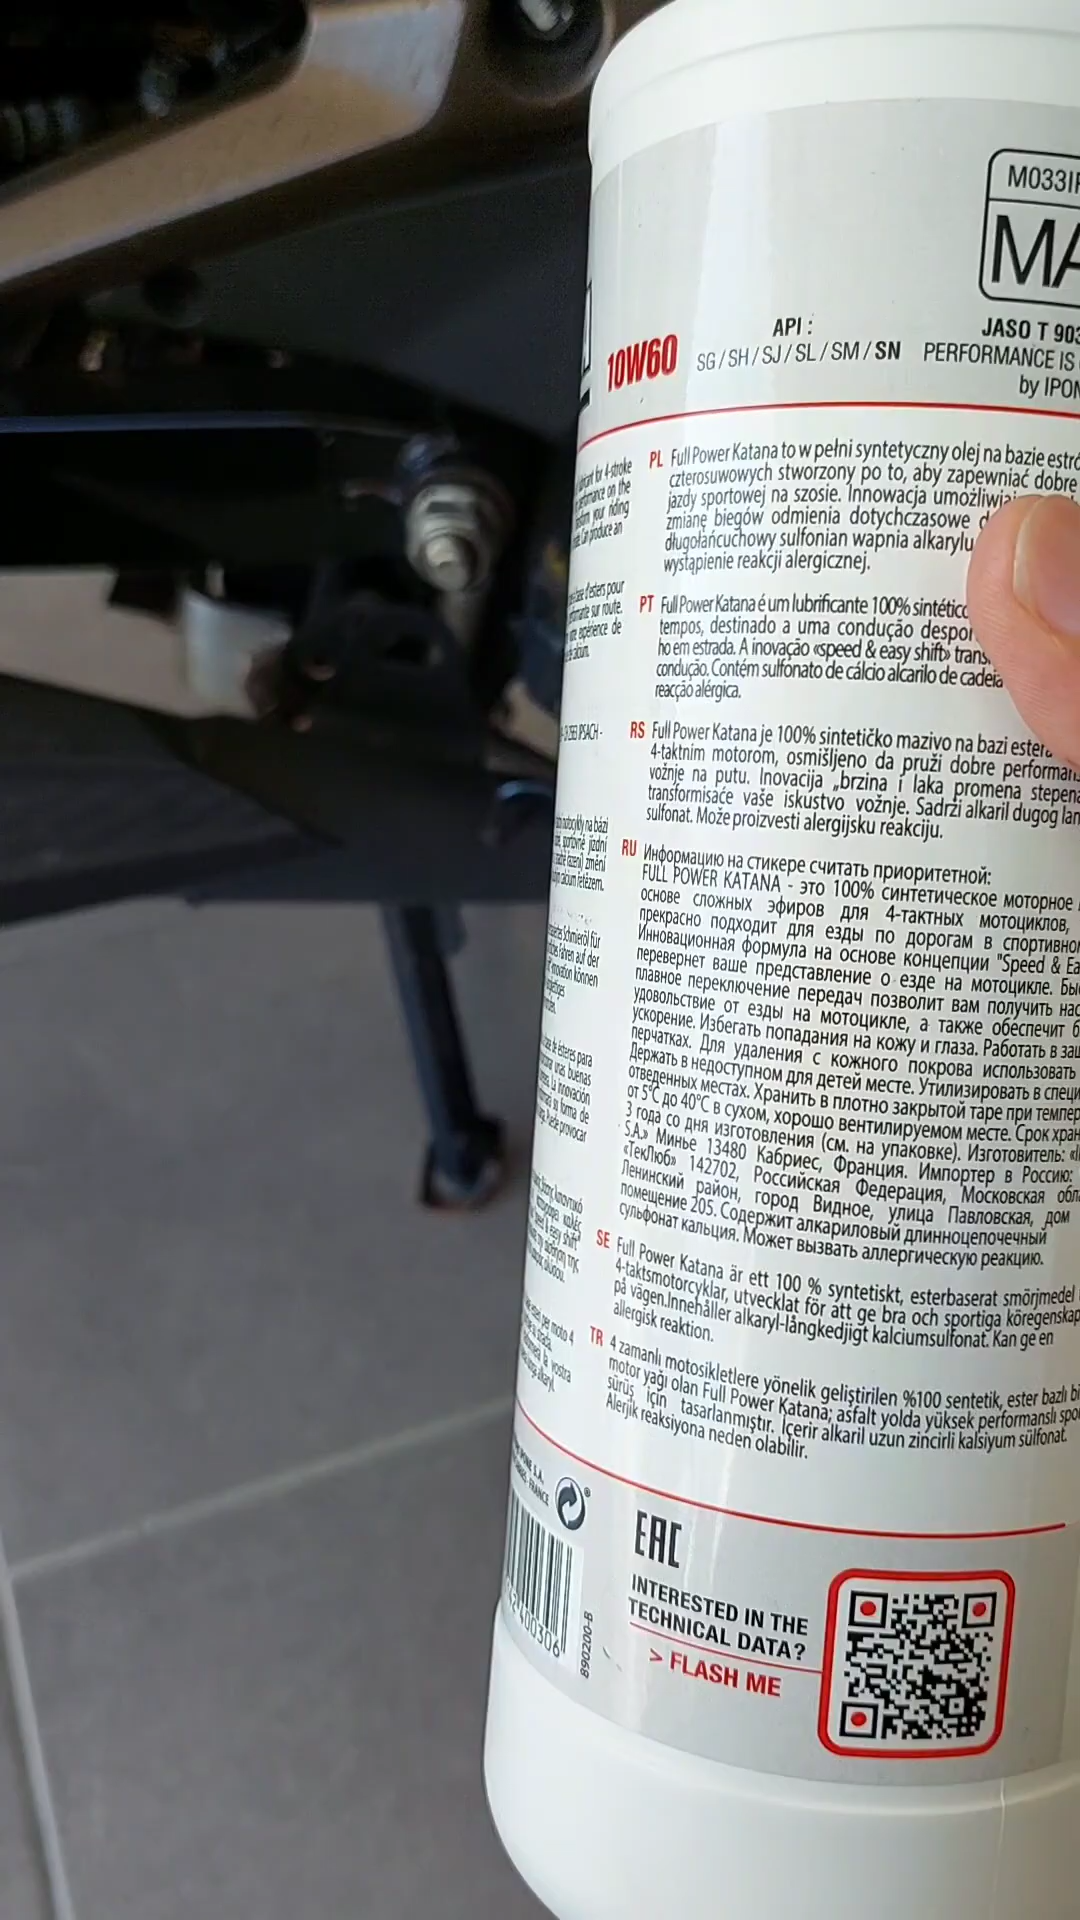 M033I
MA
API :
JASO T 903
10W60
SG / SH / SJ / SL / SM / SN
PERFORMANCE IS
by IPON
PL Full Power Katana to w pełni syntetyczny olej na bazie estró
czterosuwowych stworzony po to, aby zapewniać dobre
jazdy sportowej na szosie. Innowacja umożliwiaj
zmianę biegów odmienia dotychczasowe d
długołańcuchowy sulfonian wapnia alkarylu
wystąpienie reakcji alergicznej.
PT Full Power Katana é um lubrificante 100% sintético
tempos, destinado a uma condução despor
ho em estrada. A inovação «speed & easy shift» trans
condução. Contém sulfonato de cálcio alcarilo de cadeia
reacção alérgica.
RS Full Power Katana je 100% sintetičko mazivo na bazi estera
4-taktnim motorom, osmišljeno da pruži dobre performans
vožnje na putu. Inovacija „brzina i laka promena stepena
transformisaće vaše iskustvo vožnje. Sadrži alkaril dugog lan
sulfonat. Može proizvesti alergijsku reakciju.
RU Информацию на стикере считать приоритетной:
FULL POWER KATANA - это 100% синтетическое моторное
основе сложных эфиров для 4-тактных мотоциклов,
прекрасно подходит для езды по дорогам в спортивном
Инновационная формула на основе концепции "Speed & Ea
перевернет ваше представление о езде на мотоцикле. Быс
плавное переключение передач позволит вам получить нас
удовольствие от езды на мотоцикле, а также обеспечит б
ускорение. Избегать попадания на кожу и глаза. Работать в защ
перчатках. Для удаления с кожного покрова использовать
Держать в недоступном для детей месте. Утилизировать в специ
отведенных местах. Хранить в плотно закрытой таре при темпер
от 5°C до 40°C в сухом, хорошо вентилируемом месте. Срок хран
3 года со дня изготовления (см. на упаковке). Изготовитель: «I
S.A.» Минье 13480 Кабриес, Франция. Импортер в Россию:
«ТекЛюб» 142702, Российская Федерация, Московская обла
Ленинский район, город Видное, улица Павловская, дом
помещение 205. Содержит алкариловый длинноцепочечный
сульфонат кальция. Может вызвать аллергическую реакцию.
SE Full Power Katana är ett 100 % syntetiskt, esterbaserat smörjmedel
4-taktsmotorcyklar, utvecklat för att ge bra och sportiga köregenskap
på vägen.Innehåller alkaryl-långkedjigt kalciumsulfonat. Kan ge en
allergisk reaktion.
TR 4 zamanlı motosikletlere yönelik geliştirilen %100 sentetik, ester bazlı bi
motor yağı olan Full Power Katana; asfalt yolda yüksek performanslı spo
sürüş için tasarlanmıştır. İçerir alkaril uzun zincirli kalsiyum sülfonat.
Alerjik reaksiyona neden olabilir.
EAC
INTERESTED IN THE
TECHNICAL DATA?
> FLASH ME
890200-B